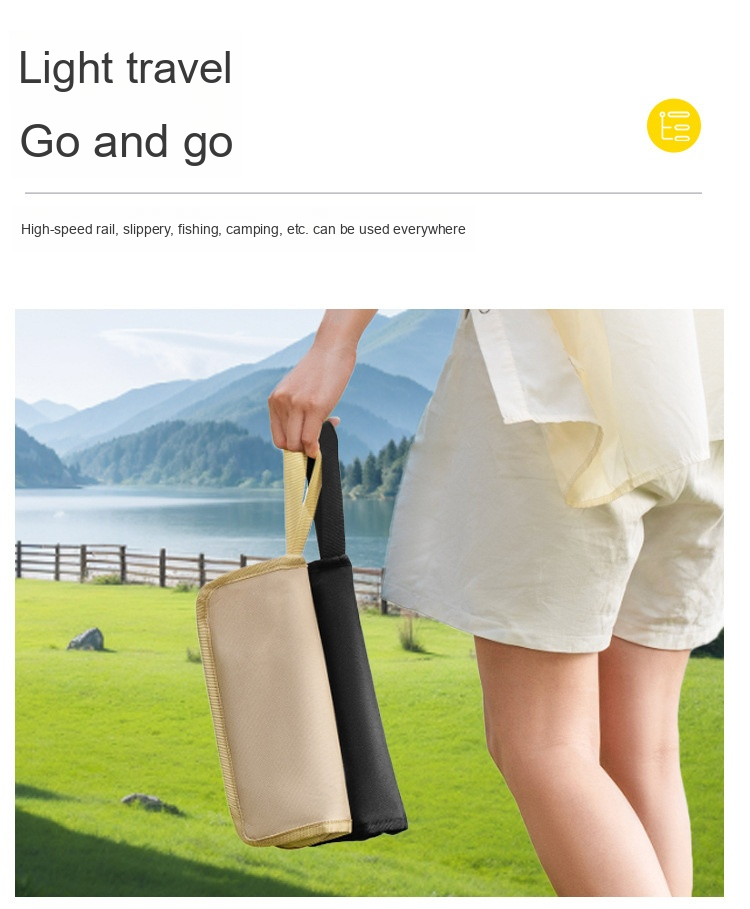 Light travel
Go and go
High-speed rail, slippery, fishing, camping, etc. can be used everywhere